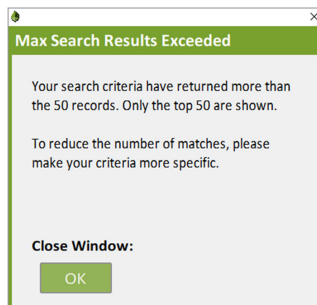 Max Search Results Exceeded
Your search criteria have returned more than
the 50 records. Only the top 50 are shown.
To reduce the number of matches, please
make your criteria more specific.
Close Window:
OK